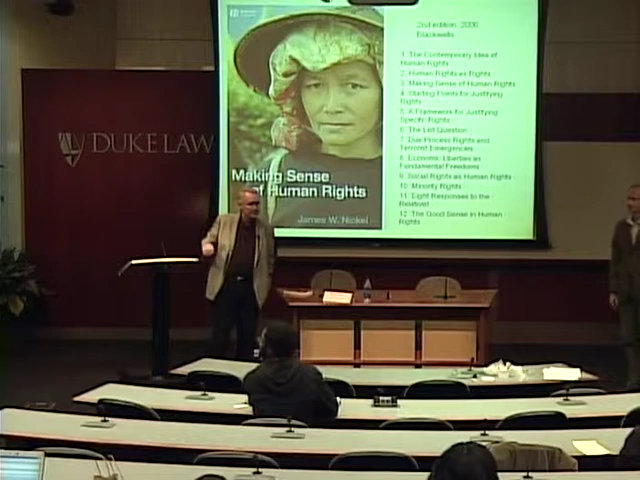 DUKE LAW
Making Sense
of Human Rights
James W. Nickel
2nd edition, 2006
Blackwells
1. The Contemporary Idea of
Human Rights
2. Human Rights as Rights
3. Making Sense of Human Rights
4. Starting Points for Justifying
Rights
5. A Framework for Justifying
Specific Rights
6. The List Question
7. Due Process Rights and
Terrorist Emergencies
8. Economic Liberties as
Fundamental Freedoms
9. Social Rights as Human Rights
10. Minority Rights
11. Eight Responses to the
Relativist
12. The Good Sense in Human
Rights